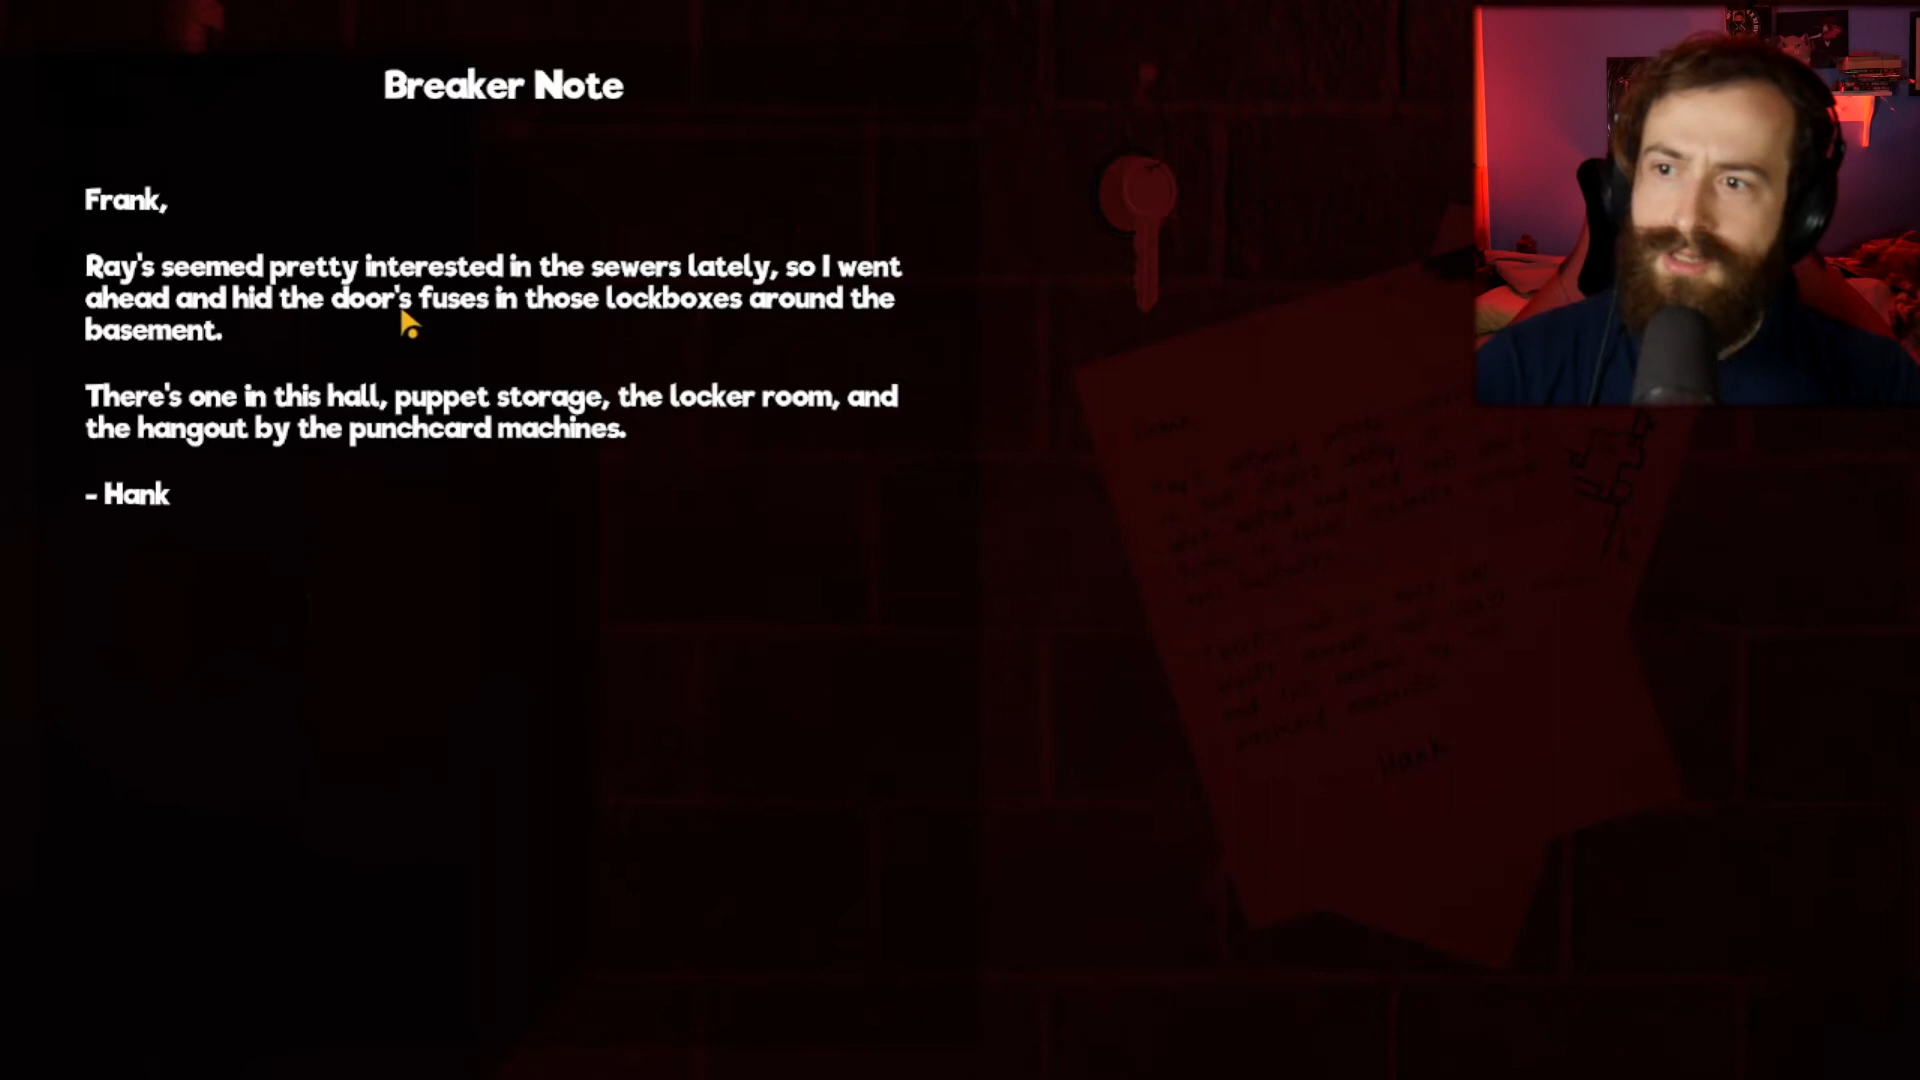 Breaker Note
Frank,
Ray's seemed pretty interested in the sewers lately, so I went
ahead and hid the door's fuses in those lockboxes around the
basement.
There's one in this hall, puppet storage, the locker room, and
the hangout by the punchcard machines.
- Hank
Hank